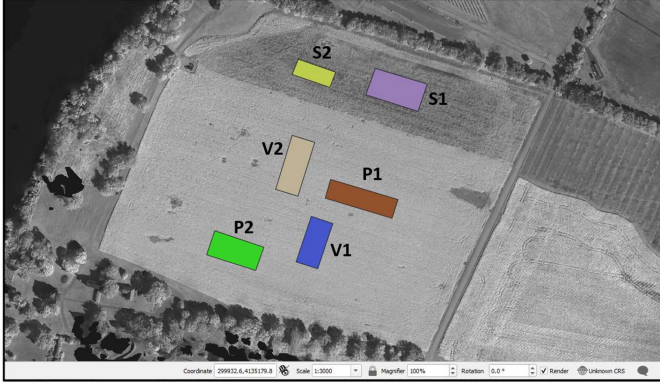 S2
S1
V2
P1
P2
V1
Coordinate 299932.6,4135179.8 Scale 1:3000 Magnifier 100% Rotation 0.0 ° Render Unknown CRS